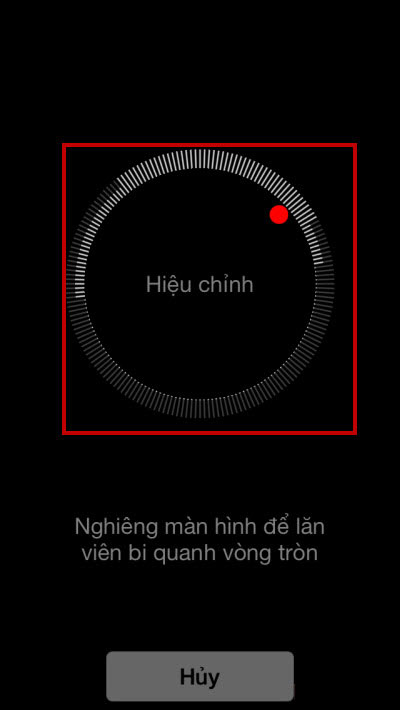 Hiệu chỉnh
Nghiêng màn hình để lăn
viên bi quanh vòng tròn
Hủy